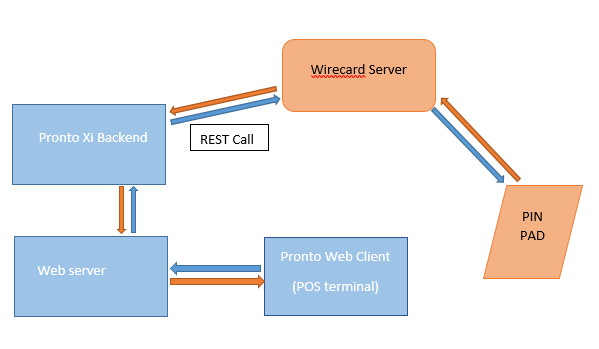 Wirecard Server
Pronto Xi Backend
REST Call
PIN
PAD
Web server
Pronto Web Client
(POS terminal)